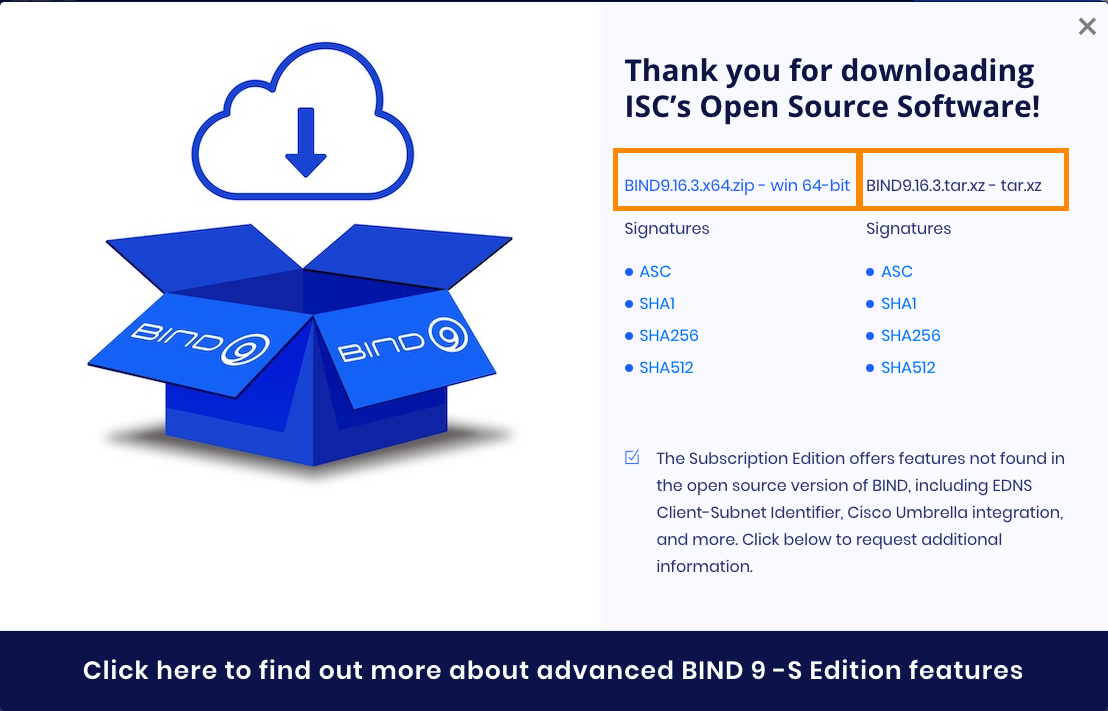 Thank you for downloading
ISC's Open Source Software!
BIND9.16.3.x64.zip - win 64-bit
BIND9.16.3.tar.xz - tar.xz
Signatures
Signatures
ASC
ASC
SHA1
SHA1
SHA256
SHA256
SHA512
SHA512
BIND 9
BIND 9
The Subscription Edition offers features not found in
the open source version of BIND, including EDNS
Client-Subnet Identifier, Cisco Umbrella integration,
and more. Click below to request additional
information.
Click here to find out more about advanced BIND 9 -S Edition features